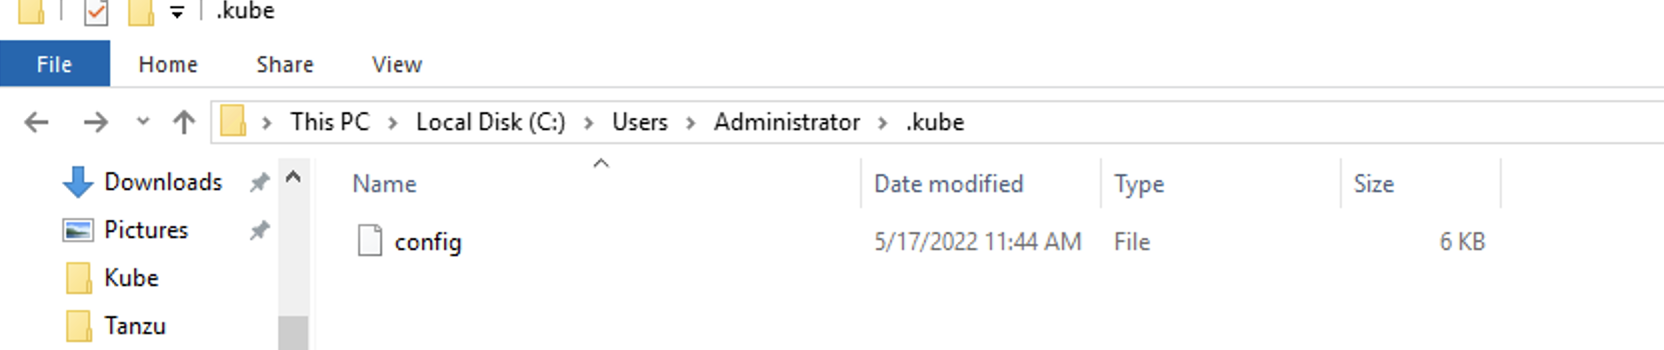 .kube
File Home Share View
This PC Local Disk (C:) Users Administrator .kube
Downloads
Pictures
Kube
Tanzu
Name Date modified Type Size
config 5/17/2022 11:44 AM File 6 KB